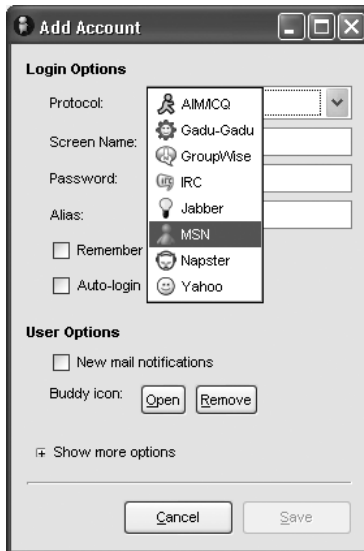 Add Account
Login Options
Protocol:
AIM/ICQ
Gadu-Gadu
Screen Name:
GroupWise
Password:
IRC
Alias:
Jabber
MSN
Remember
Napster
Auto-login
Yahoo
User Options
New mail notifications
Buddy icon: Open Remove
Show more options
Cancel Save